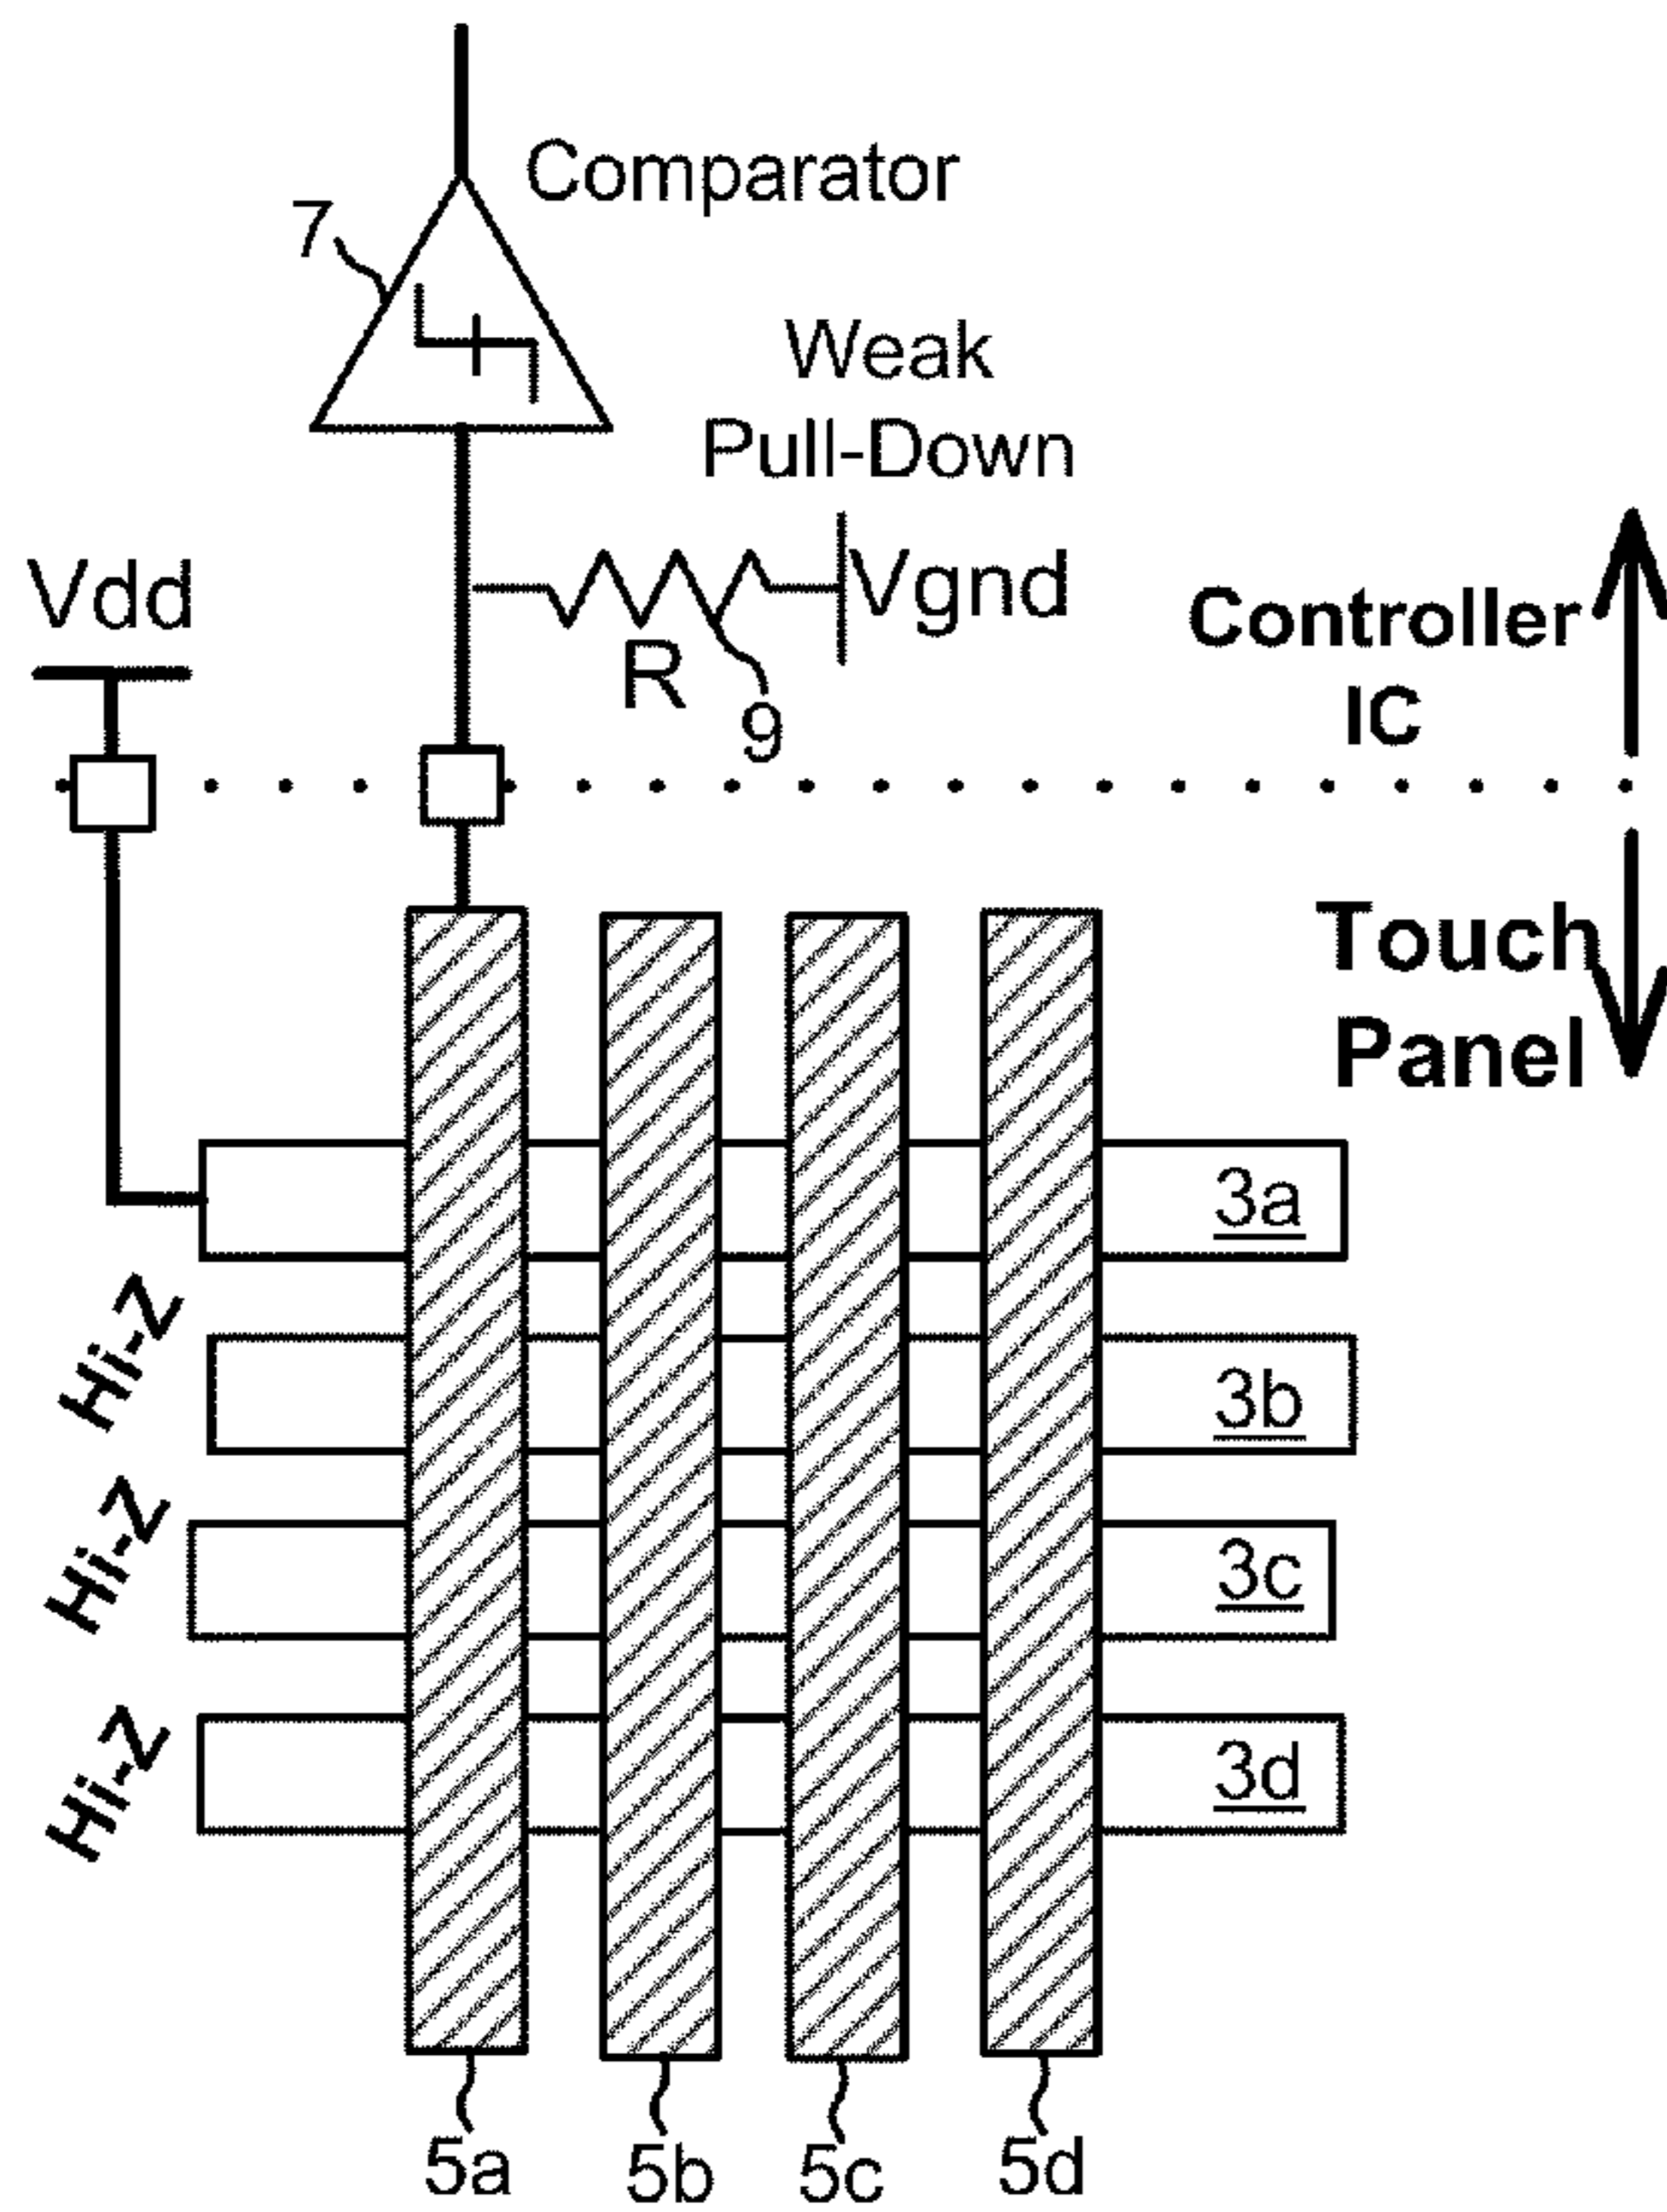 Comparator
7
Weak
Pull-Down
Vdd
Vgnd
R
9
Controller
IC
Touch
Panel
3a
Hi-Z
3b
Hi-Z
3c
Hi-Z
3d
5a
5b
5c
5d